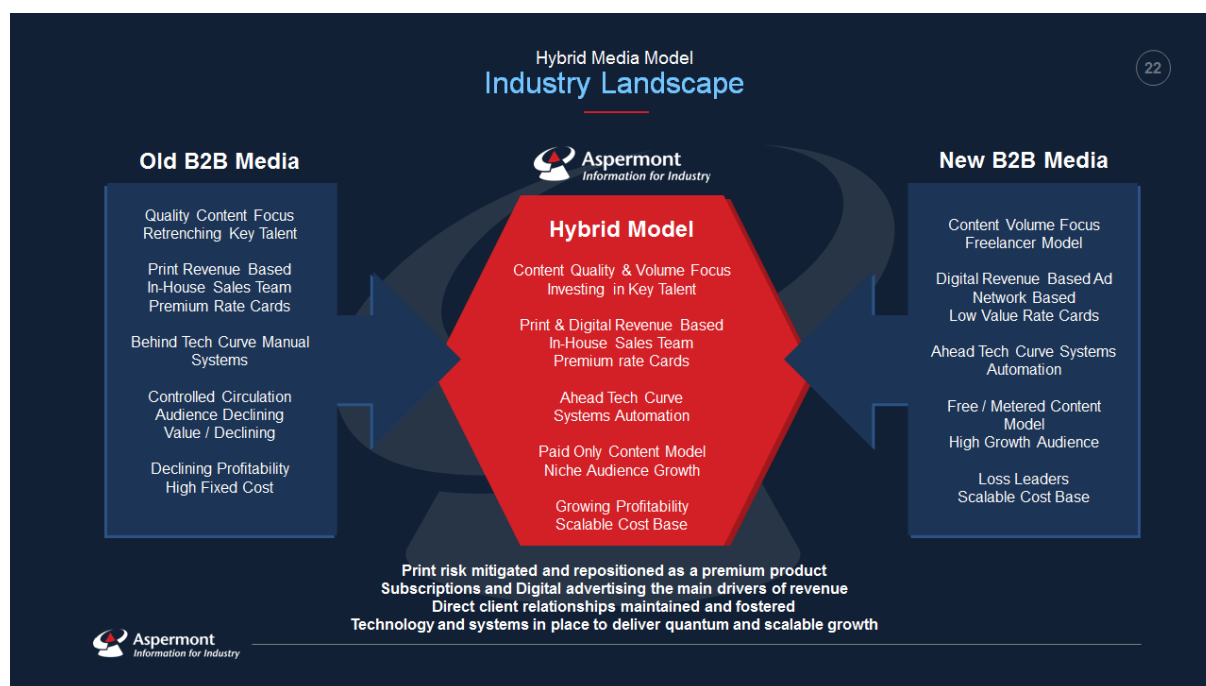 Hybrid Media Model
Industry Landscape
22
Old B2B Media
Quality Content Focus
Retrenching Key Talent
Print Revenue Based
In-House Sales Team
Premium Rate Cards
Behind Tech Curve Manual
Systems
Controlled Circulation
Audience Declining
Value / Declining
Declining Profitability
High Fixed Cost
Aspermont
Information for Industry
Hybrid Model
Content Quality & Volume Focus
Investing in Key Talent
Print & Digital Revenue Based
In-House Sales Team
Premium rate Cards
Ahead Tech Curve
Systems Automation
Paid Only Content Model
Niche Audience Growth
Growing Profitability
Scalable Cost Base
New B2B Media
Content Volume Focus
Freelancer Model
Digital Revenue Based Ad
Network Based
Low Value Rate Cards
Ahead Tech Curve Systems
Automation
Free / Metered Content
Model
High Growth Audience
Loss Leaders
Scalable Cost Base
Print risk mitigated and repositioned as a premium product
Subscriptions and Digital advertising the main drivers of revenue
Direct client relationships maintained and fostered
Technology and systems in place to deliver quantum and scalable growth
Aspermont
Information for Industry